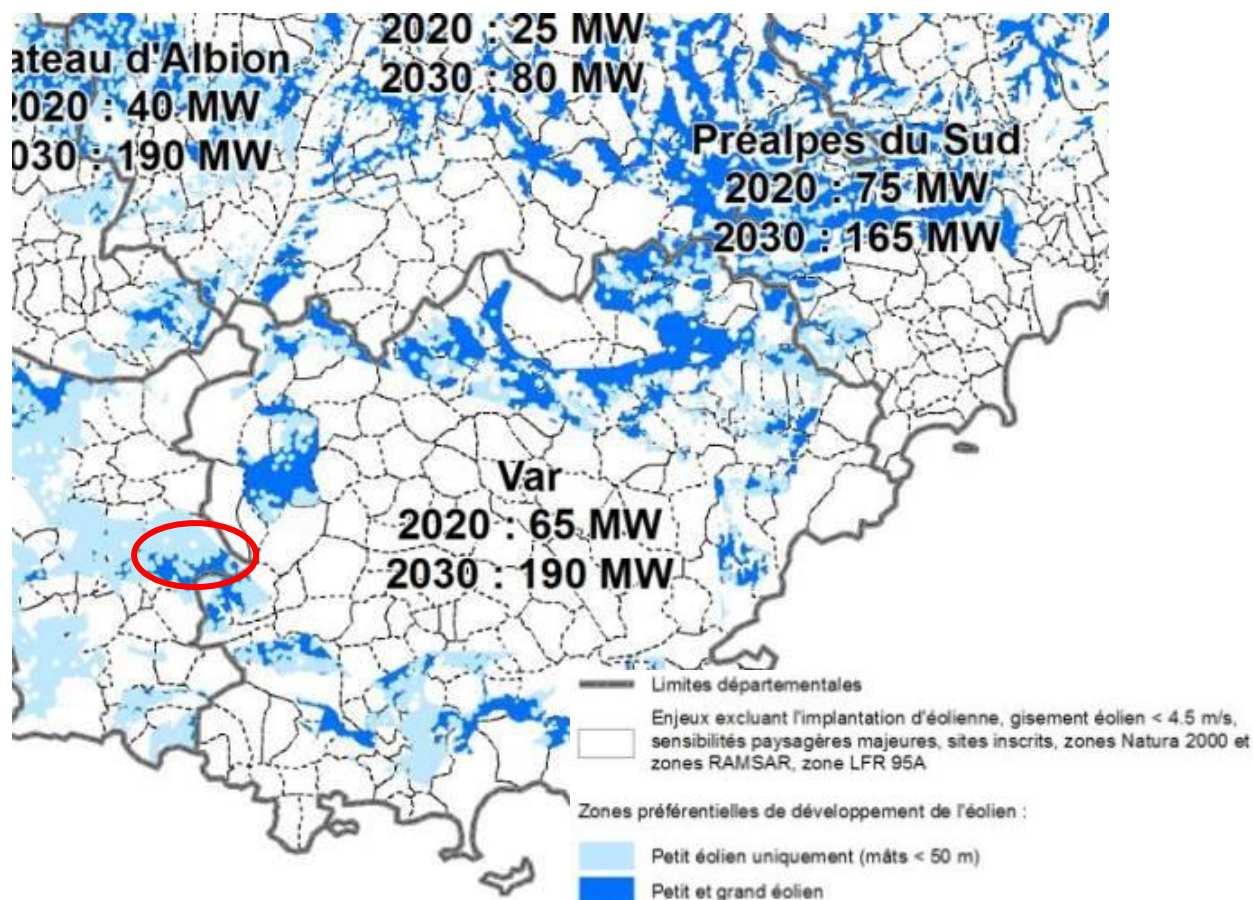 2020 : 25 MW
2030 : 80 MW
ateau d'Albion
2020 : 40 MW
030 : 190 MW
Préalpes du Sud
2020 : 75 MW
2030 : 165 MW
Var
2020 : 65 MW
2030 : 190 MW
Limites départementales
Enjeux excluant l'implantation d'éolienne, gisement éolien < 4.5 m/s,
sensibilités paysagères majeures, sites inscrits, zones Natura 2000 et
zones RAMSAR, zone LFR 95A
Zones préférentielles de développement de l'éolien :
Petit éolien uniquement (mâts < 50 m)
Petit et grand éolien